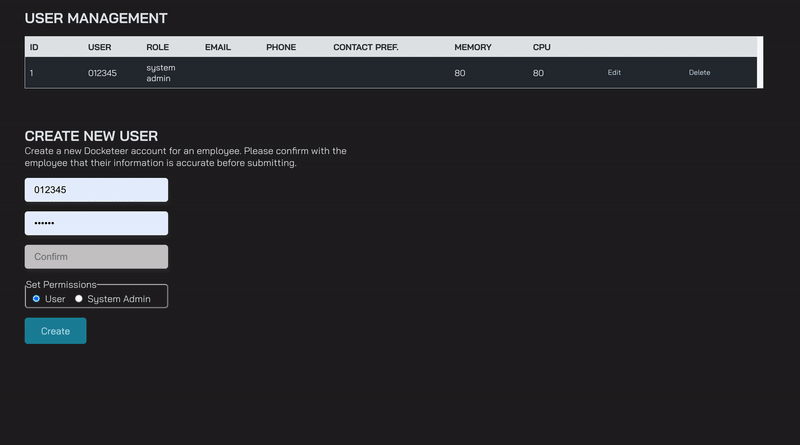 USER MANAGEMENT
ID USER ROLE EMAIL PHONE CONTACT PREF. MEMORY CPU
1 012345 system admin 80 80 Edit Delete
CREATE NEW USER
Create a new Docketeer account for an employee. Please confirm with the
employee that their information is accurate before submitting.
012345
••••••
Confirm
Set Permissions
User System Admin
Create